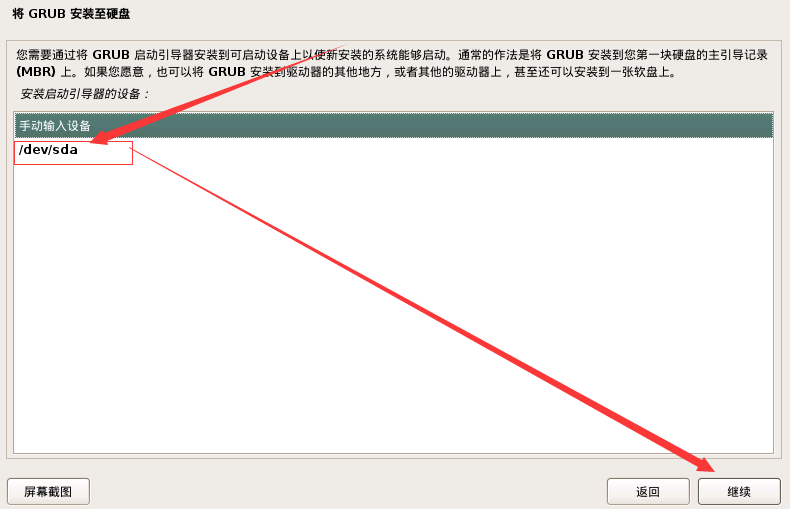 将 GRUB 安装至硬盘
您需要通过将 GRUB 启动引导器安装到可启动设备上以使新安装的系统能够启动。通常的作法是将 GRUB 安装到您第一块硬盘的主引导记录
(MBR) 上。如果您愿意，也可以将 GRUB 安装到驱动器的其他地方，或者其他的驱动器上，甚至还可以安装到一张软盘上。
安装启动引导器的设备：
手动输入设备
/dev/sda
屏幕截图
返回
继续